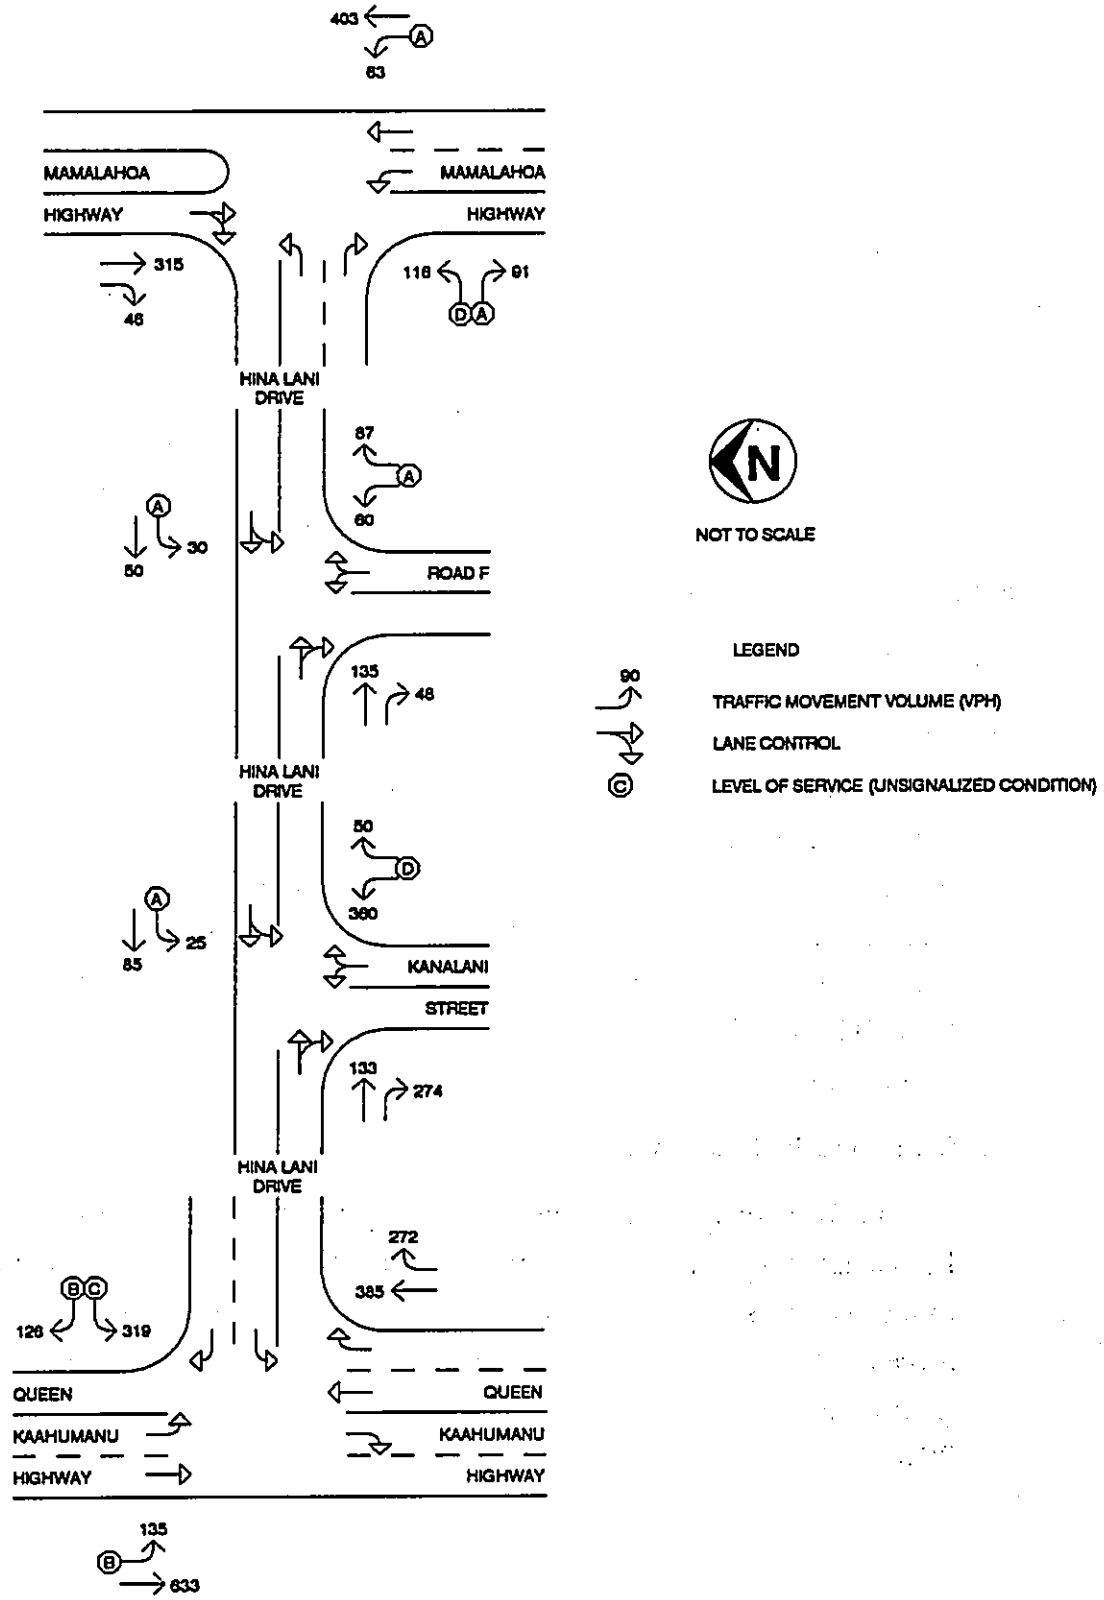 403
A
63
MAMALAHOA
MAMALAHOA
HIGHWAY
HIGHWAY
315
46
116
91
D
A
HINA LANI
DRIVE
87
A
60
A
30
50
N
NOT TO SCALE
ROAD F
135
48
LEGEND
90
TRAFFIC MOVEMENT VOLUME (VPH)
LANE CONTROL
C
LEVEL OF SERVICE (UNSIGNALIZED CONDITION)
HINA LANI
DRIVE
50
D
360
A
25
85
KANALANI
STREET
133
274
HINA LANI
DRIVE
272
385
B
C
126
319
QUEEN
QUEEN
KAAHUMANU
KAAHUMANU
HIGHWAY
HIGHWAY
135
B
633